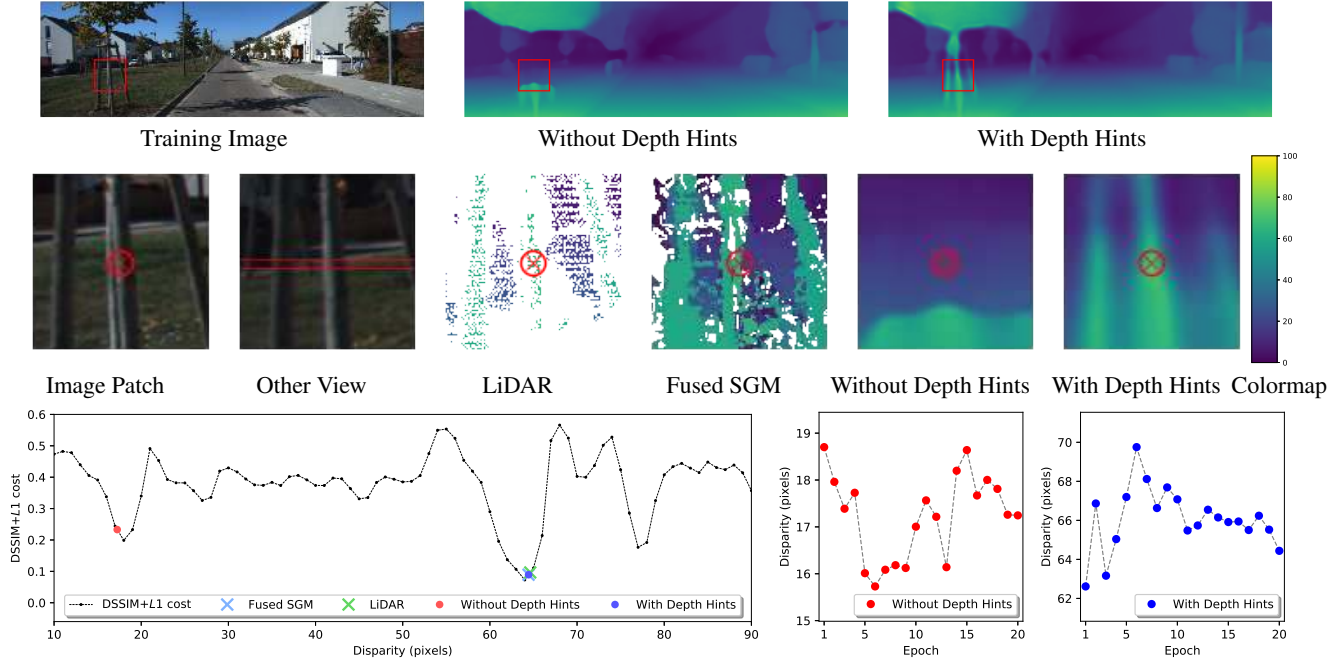 Training Image
Without Depth Hints
With Depth Hints
100
80
60
40
20
0
Image Patch
Other View
LiDAR
Fused SGM
Without Depth Hints
With Depth Hints
Colormap
0.6
0.5
0.4
0.3
0.2
0.1
0.0
DSSIM+L1 cost
DSSIM+L1 cost
Fused SGM
LiDAR
Without Depth Hints
With Depth Hints
10 20 30 40 50 60 70 80 90
Disparity (pixels)
19
18
17
16
15
Disparity (pixels)
Without Depth Hints
1 5 10 15 20
Epoch
70
68
66
64
62
Disparity (pixels)
With Depth Hints
1 5 10 15 20
Epoch